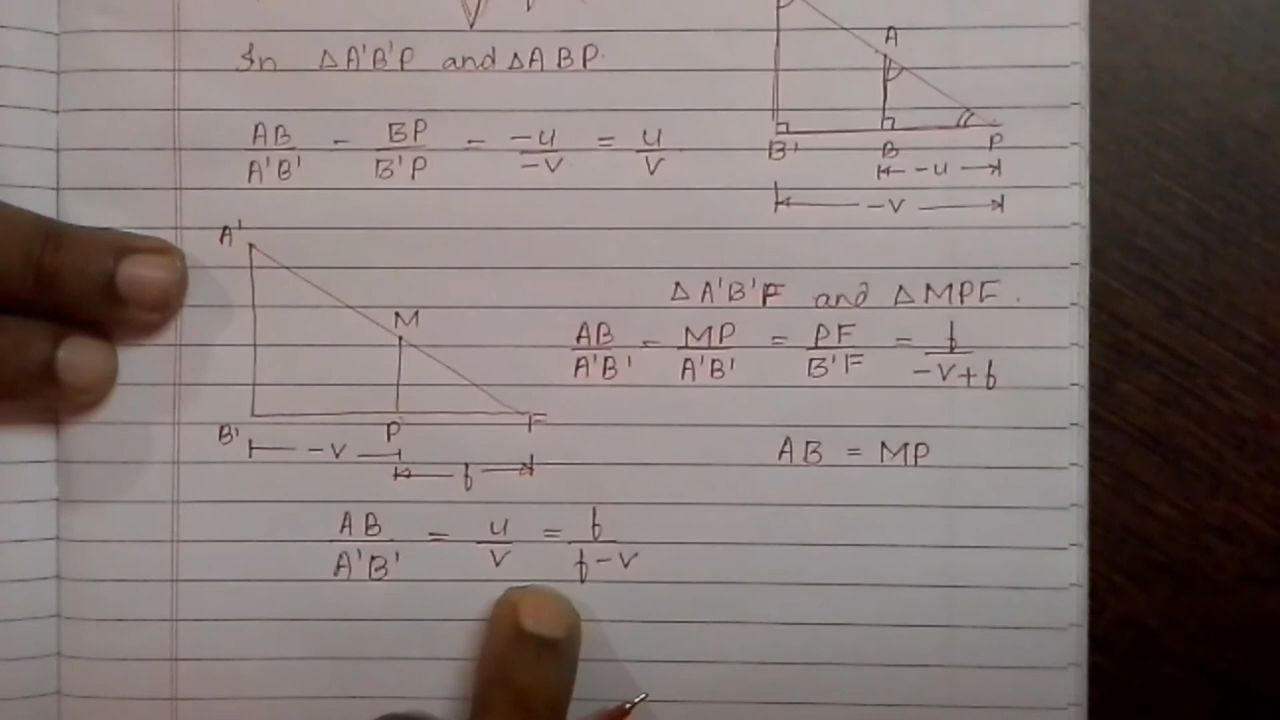 In ΔA'B'P and ΔABP.
A
AB/A'B' - BP/B'P - -u/-v = u/v
B' B P
-u
-v
A'
ΔA'B'F and ΔMPF.
M
AB/A'B' - MP/A'B' = PF/B'F - f/-v+f
B' P F
-v
f
AB = MP
AB/A'B' = u/v = f/f-v